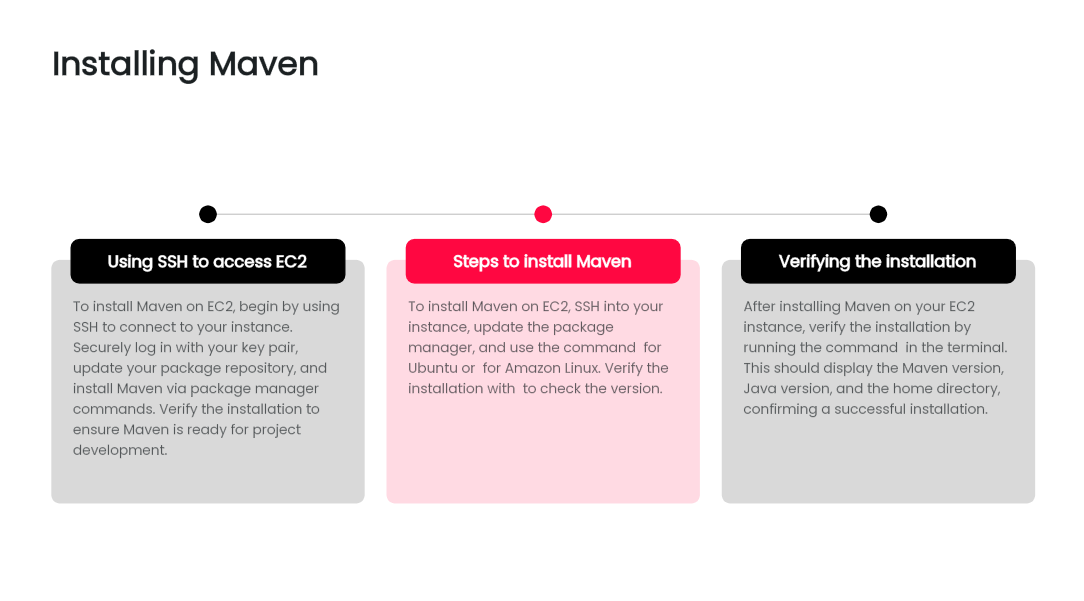 Installing Maven
Using SSH to access EC2
To install Maven on EC2, begin by using
SSH to connect to your instance.
Securely log in with your key pair,
update your package repository, and
install Maven via package manager
commands. Verify the installation to
ensure Maven is ready for project
development.
Steps to install Maven
To install Maven on EC2, SSH into your
instance, update the package
manager, and use the command  for
Ubuntu or  for Amazon Linux. Verify the
installation with  to check the version.
Verifying the installation
After installing Maven on your EC2
instance, verify the installation by
running the command  in the terminal.
This should display the Maven version,
Java version, and the home directory,
confirming a successful installation.